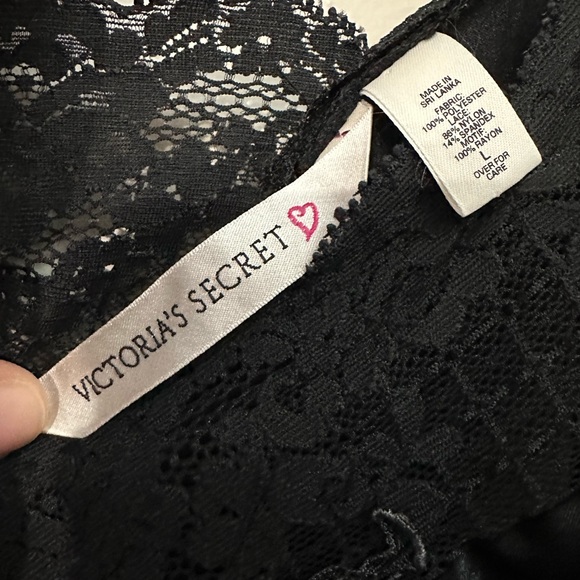 VICTORIA'S SECRET
MADE IN
SRI LANKA
FABRIC:
100% POLYESTER
LACE:
86% NYLON
14% SPANDEX
MOTIF:
100% RAYON
L
OVER FOR
CARE